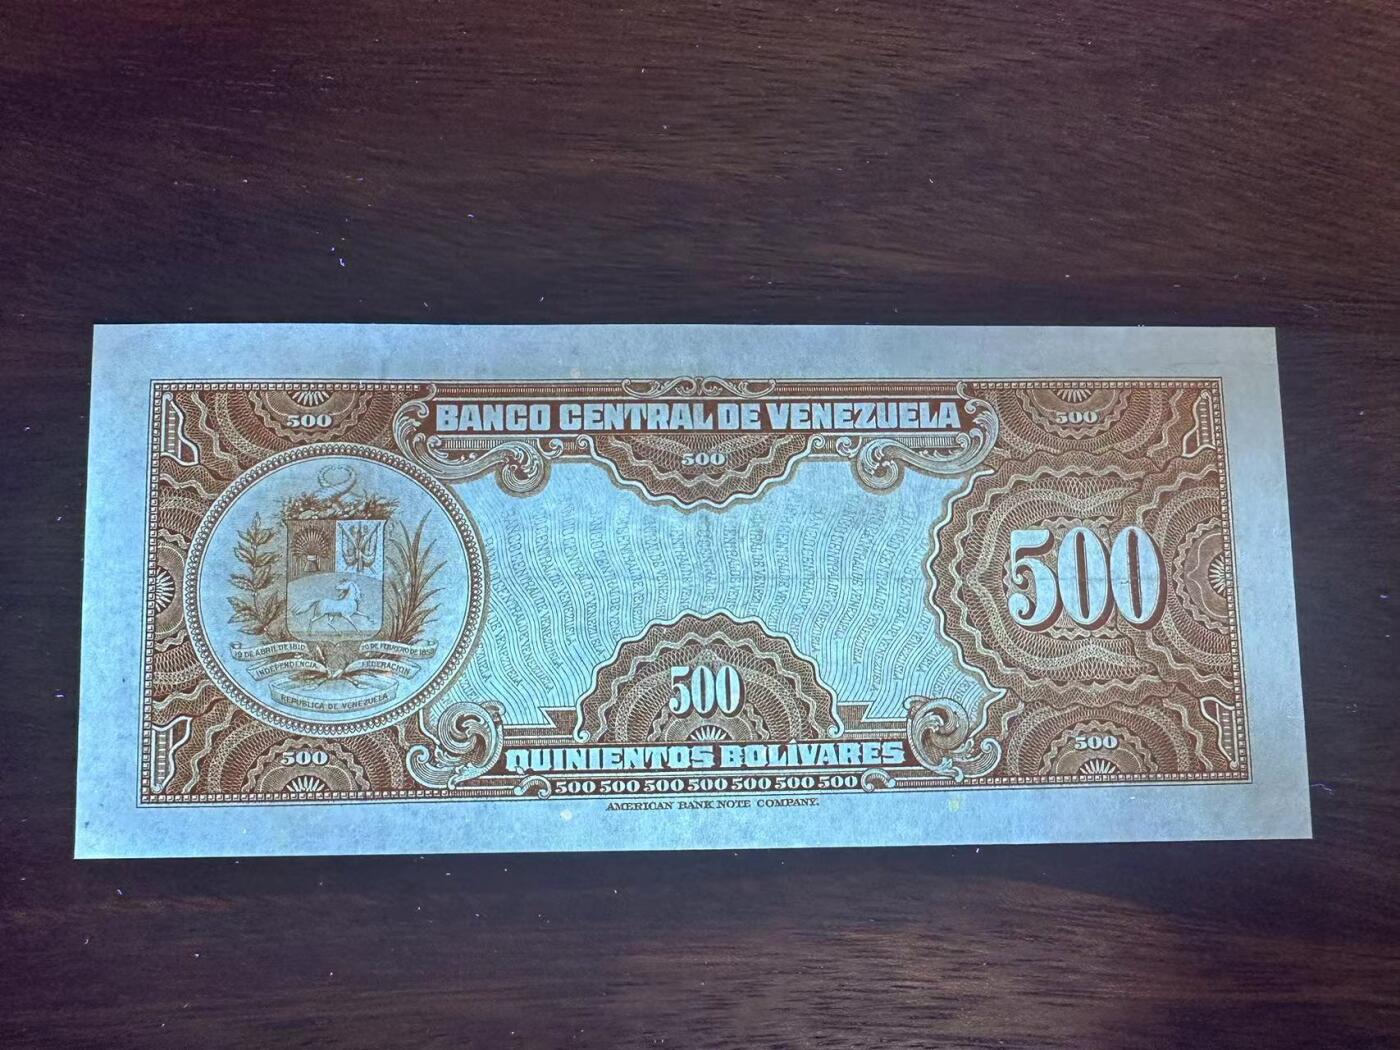 BANCO CENTRAL DE VENEZUELA
500
500
500
500
500
19 DE ABRIL DE 1810
20 DE FEBRERO DE 1859
INDEPENDENCIA
FEDERACION
REPUBLICA DE VENEZUELA
500
500
500
QUINIENTOS BOLIVARES
500 500 500 500 500 500 500
AMERICAN BANK NOTE COMPANY.